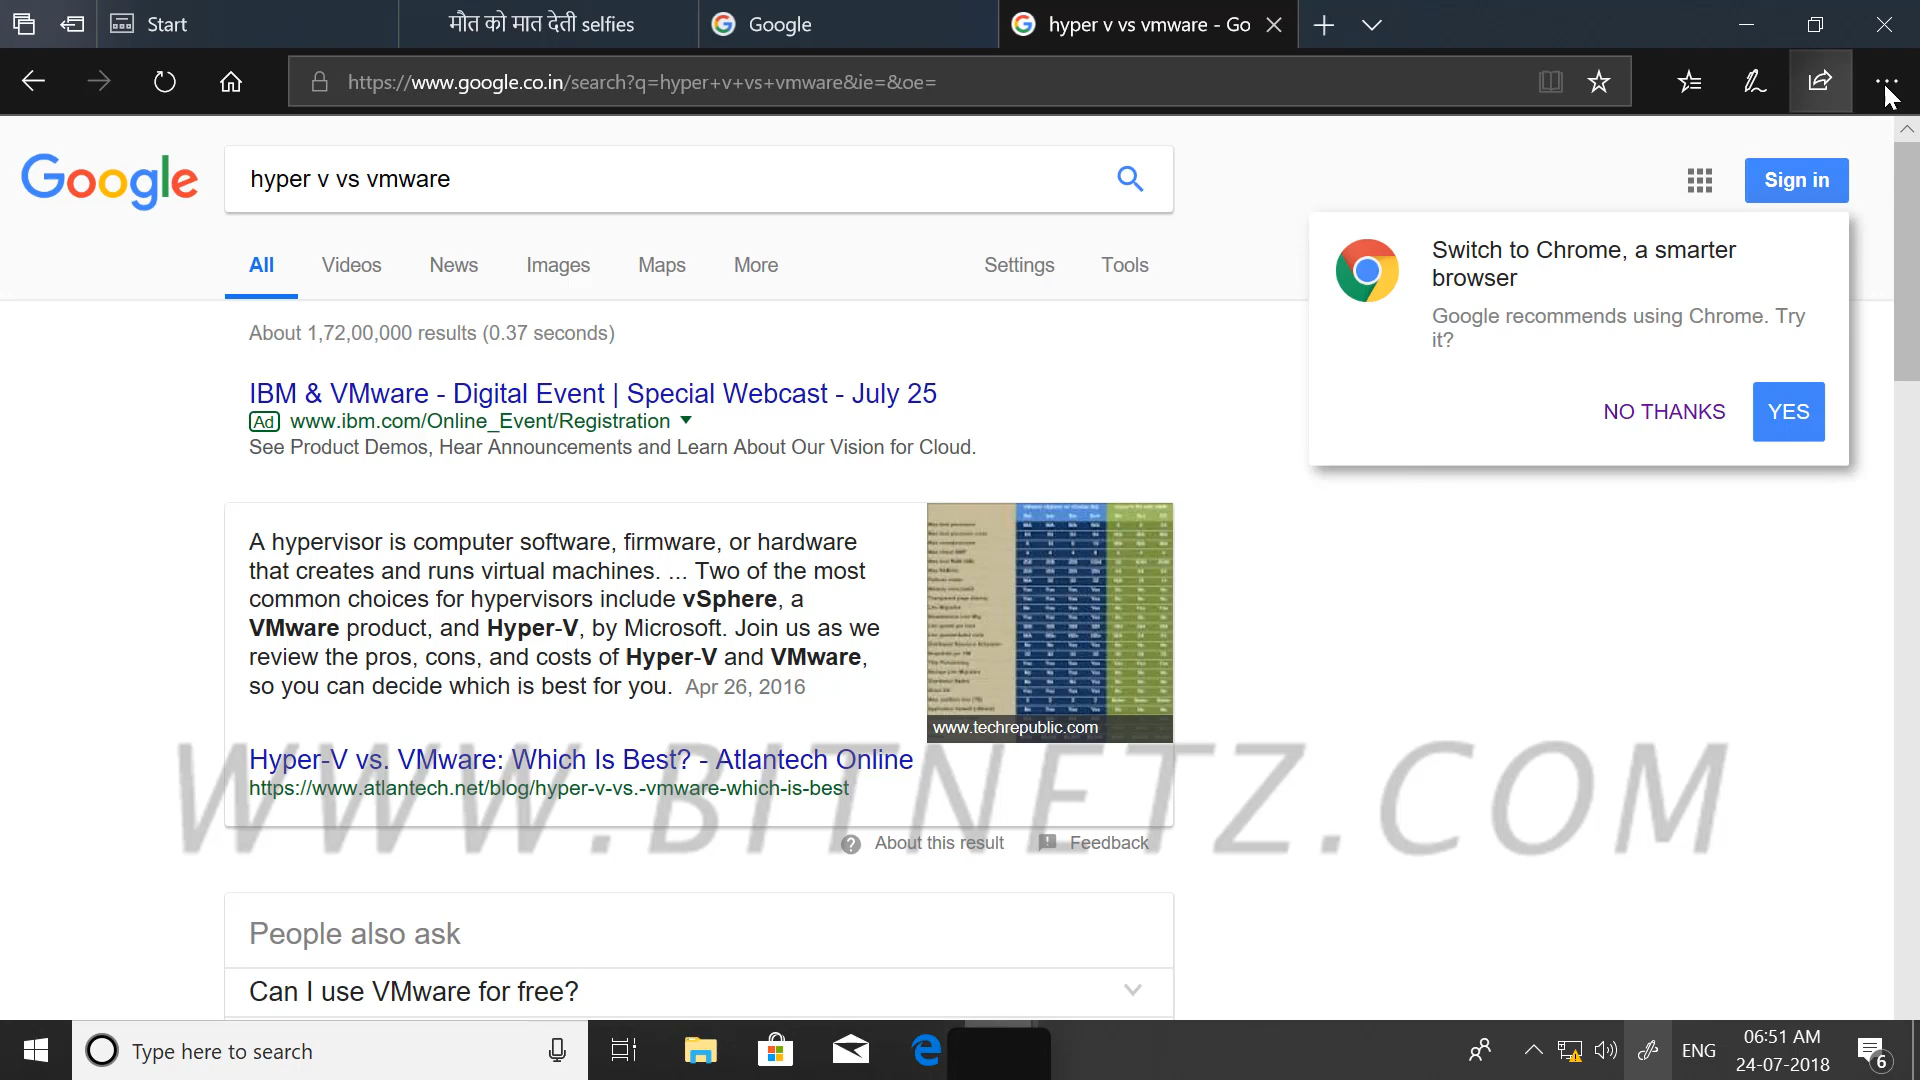 Start
मौत को मात देती selfies
Google
hyper v vs vmware - Go
https://www.google.co.in/search?q=hyper+v+vs+vmware&ie=&oe=
Google
hyper v vs vmware
Sign in
All
Videos
News
Images
Maps
More
Settings
Tools
Switch to Chrome, a smarter
browser
Google recommends using Chrome. Try
it?
NO THANKS
YES
About 1,72,00,000 results (0.37 seconds)
IBM & VMware - Digital Event | Special Webcast - July 25
Ad www.ibm.com/Online_Event/Registration
See Product Demos, Hear Announcements and Learn About Our Vision for Cloud.
A hypervisor is computer software, firmware, or hardware
that creates and runs virtual machines. ... Two of the most
common choices for hypervisors include vSphere, a
VMware product, and Hyper-V, by Microsoft. Join us as we
review the pros, cons, and costs of Hyper-V and VMware,
so you can decide which is best for you. Apr 26, 2016
www.techrepublic.com
Hyper-V vs. VMware: Which Is Best? - Atlantech Online
https://www.atlantech.net/blog/hyper-v-vs.-vmware-which-is-best
WWW.BITNETZ.COM
About this result
Feedback
People also ask
Can I use VMware for free?
Type here to search
ENG
06:51 AM
24-07-2018
6